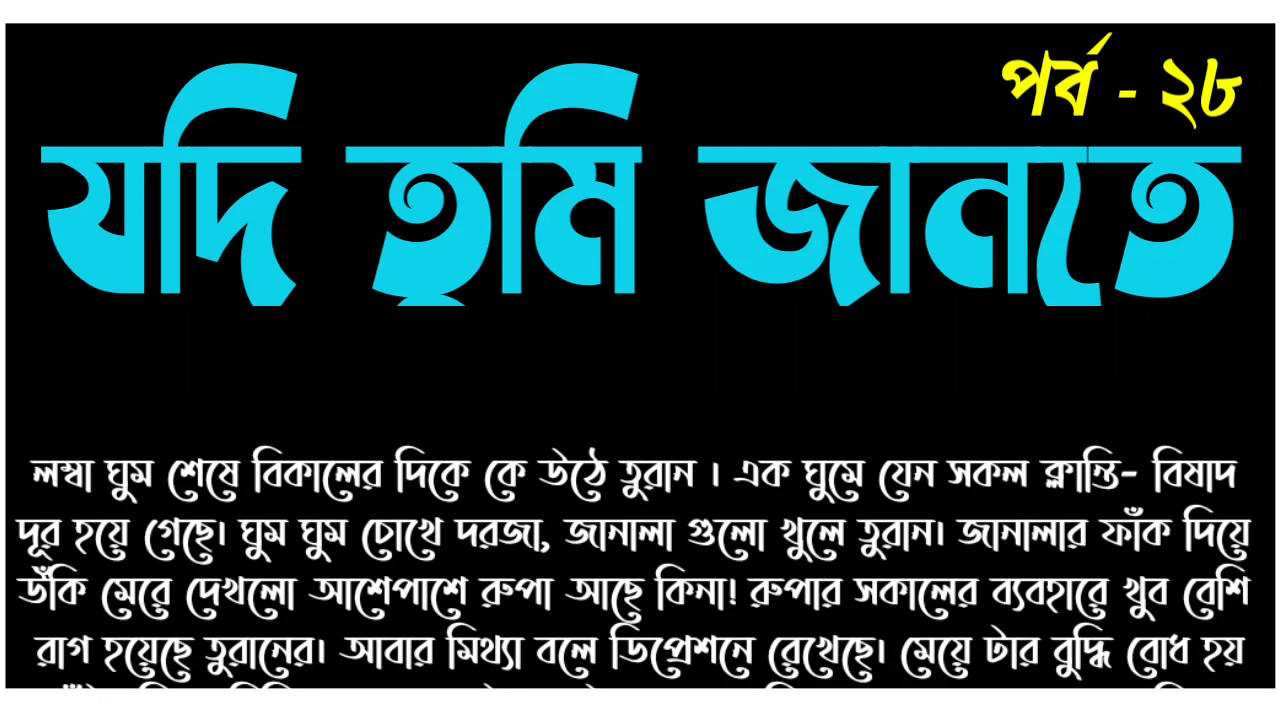 পর্ব - ২৮
যদি তুমি জানতে
লম্বা ঘুম শেষে বিকালের দিকে কে উঠে তুরান । এক ঘুমে যেন সকল ক্লান্তি- বিষাদ
দূর হয়ে গেছে। ঘুম ঘুম চোখে দরজা, জানালা গুলো খুলে তুরান। জানালার ফাঁক দিয়ে
উঁকি মেরে দেখলো আশেপাশে রুপা আছে কিনা! রুপার সকালের ব্যবহারে খুব বেশি
রাগ হয়েছে তুরানের। আবার মিথ্যা বলে ডিপ্রেশনে রেখেছে। মেয়ে টার বুদ্ধি বোধ হয়